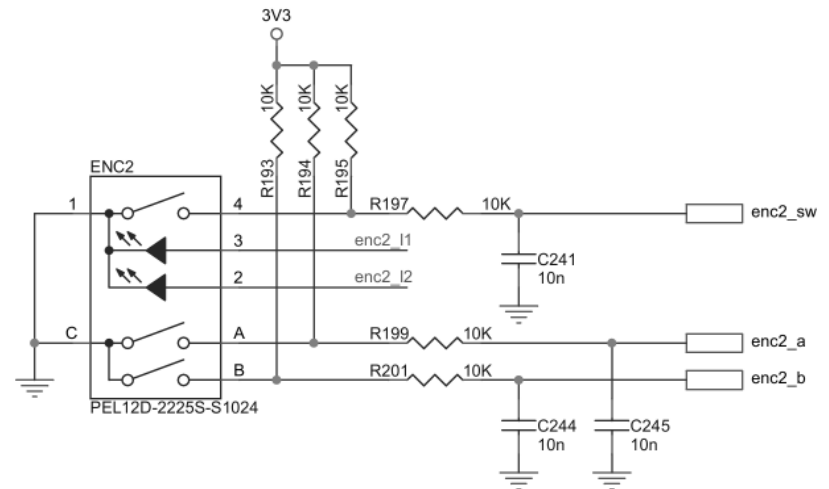 3V3
10K
10K
10K
R193
R194
R195
ENC2
1
4
R197
10K
enc2_sw
3
enc2_l1
C241
10n
2
enc2_l2
C
A
R199
10K
enc2_a
B
R201
10K
enc2_b
PEL12D-2225S-S1024
C244
10n
C245
10n